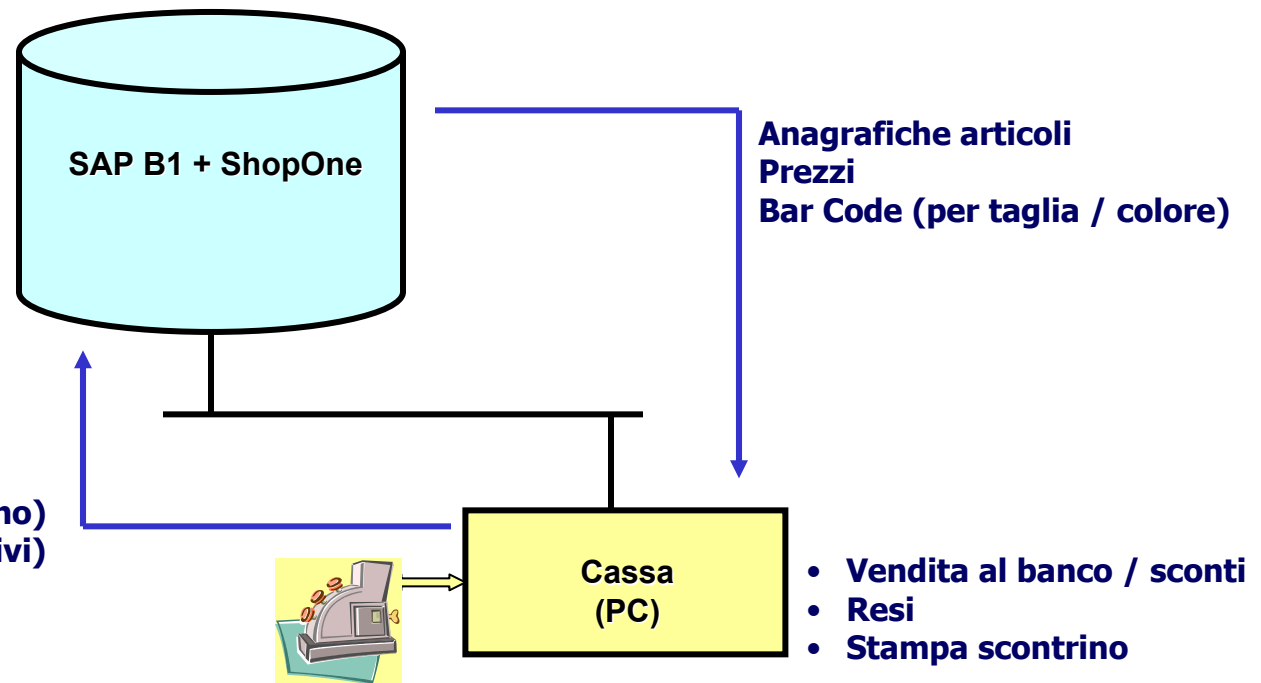 SAP B1 + ShopOne
Anagrafiche articoli
Prezzi
Bar Code (per taglia / colore)
no)
ivi)
Cassa
(PC)
• Vendita al banco / sconti
• Resi
• Stampa scontrino